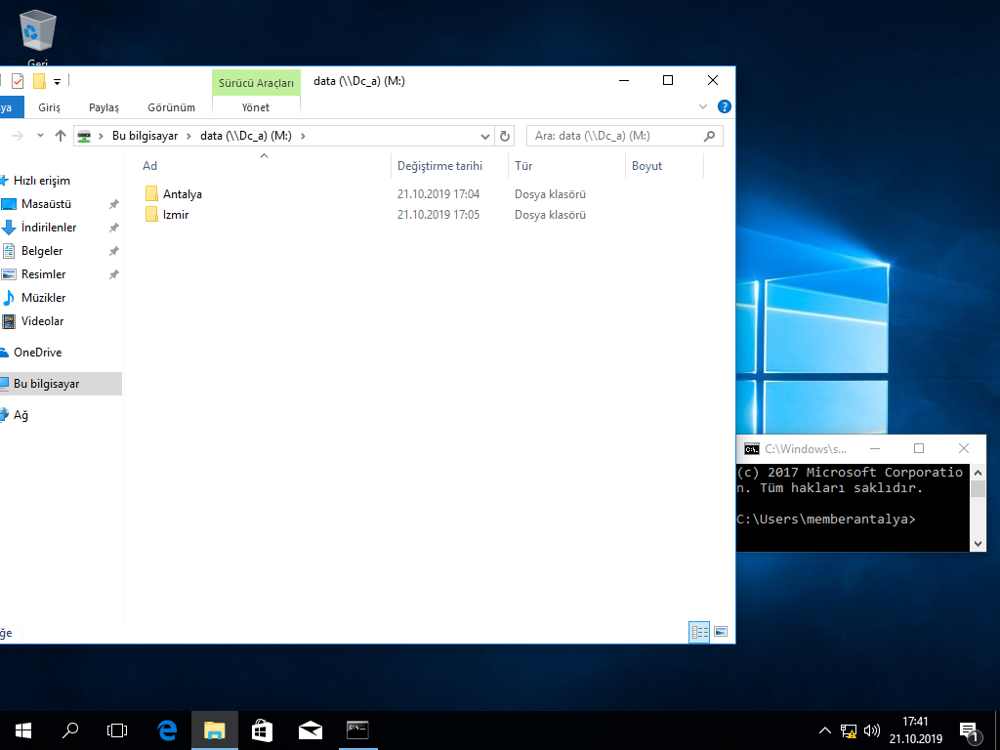 Geri
data (\\Dc_a) (M:)
Sürücü Araçları
ya
Giriş
Paylaş
Görünüm
Yönet
Bu bilgisayar
data (\\Dc_a) (M:)
Ara: data (\\Dc_a) (M:)
Ad
Değiştirme tarihi
Tür
Boyut
Antalya
21.10.2019 17:04
Dosya klasörü
Izmir
21.10.2019 17:05
Dosya klasörü
Hızlı erişim
Masaüstü
İndirilenler
Belgeler
Resimler
Müzikler
Videolar
OneDrive
Bu bilgisayar
Ağ
ğe
C:\Windows\s...
(c) 2017 Microsoft Corporatio
n. Tüm hakları saklıdır.
C:\Users\memberantalya>
17:41
21.10.2019
1